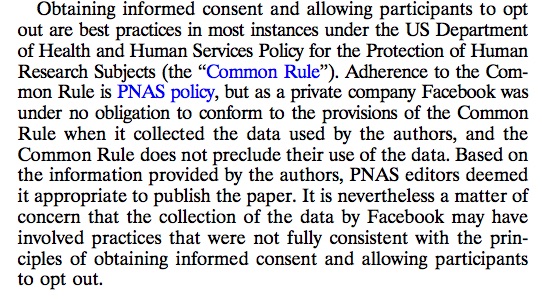 Obtaining informed consent and allowing participants to opt
out are best practices in most instances under the US Department
of Health and Human Services Policy for the Protection of Human
Research Subjects (the “Common Rule”). Adherence to the Com-
mon Rule is PNAS policy, but as a private company Facebook was
under no obligation to conform to the provisions of the Common
Rule when it collected the data used by the authors, and the
Common Rule does not preclude their use of the data. Based on
the information provided by the authors, PNAS editors deemed
it appropriate to publish the paper. It is nevertheless a matter of
concern that the collection of the data by Facebook may have
involved practices that were not fully consistent with the prin-
ciples of obtaining informed consent and allowing participants
to opt out.